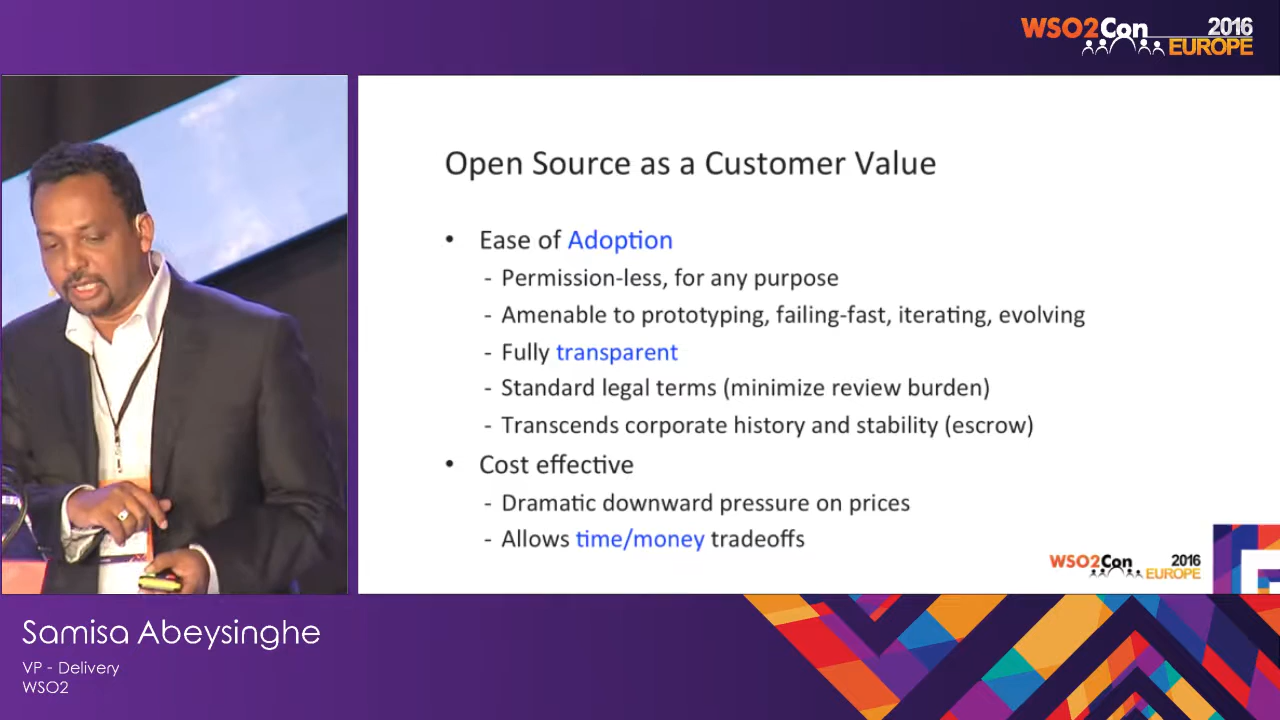 WSO2Con 2016
EUROPE
Open Source as a Customer Value
• Ease of Adoption
- Permission-less, for any purpose
- Amenable to prototyping, failing-fast, iterating, evolving
- Fully transparent
- Standard legal terms (minimize review burden)
- Transcends corporate history and stability (escrow)
• Cost effective
- Dramatic downward pressure on prices
- Allows time/money tradeoffs
WSO2Con 2016
EUROPE
Samisa Abeysinghe
VP - Delivery
WSO2